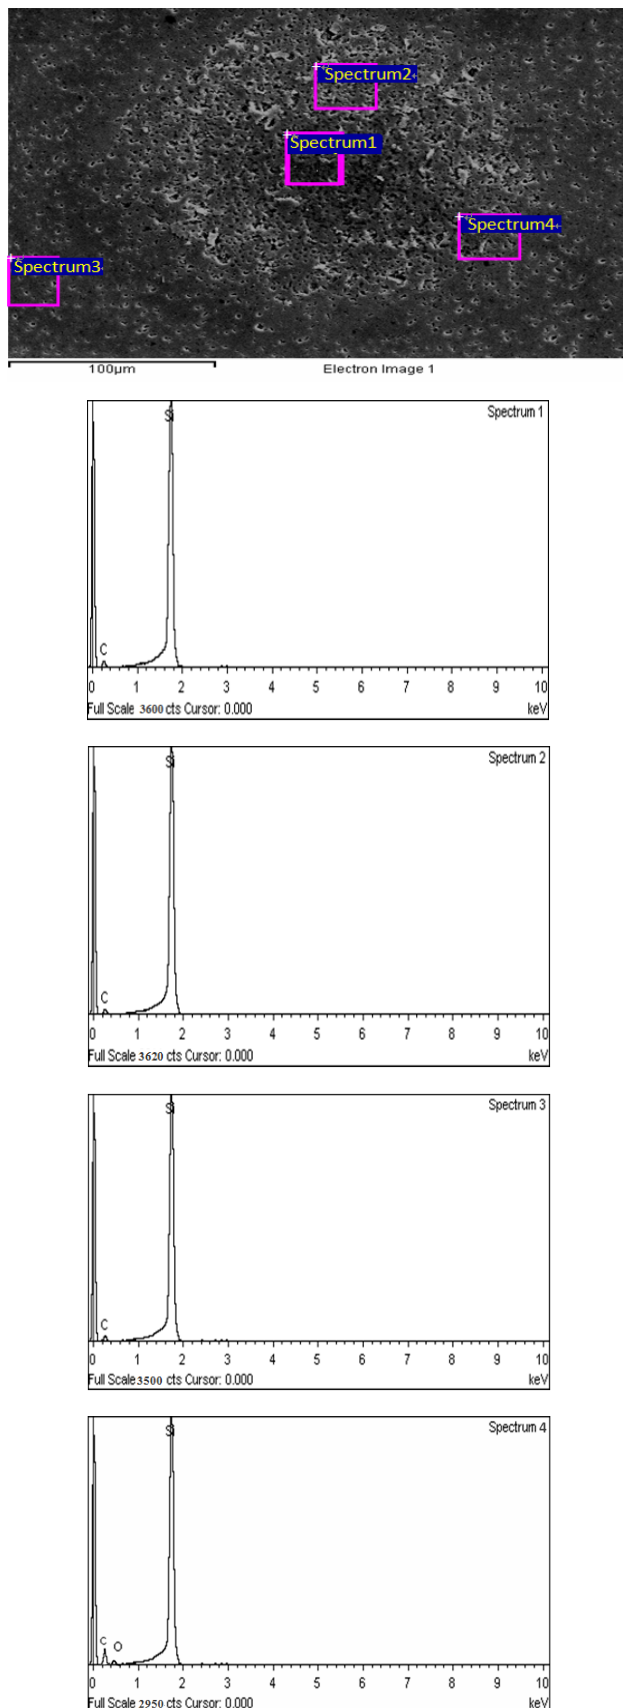 Spectrum2
Spectrum1
Spectrum4
Spectrum3
100μm Electron Image 1
Spectrum 1
Si
C
0 1 2 3 4 5 6 7 8 9 10
Full Scale 3600 cts Cursor: 0.000 keV
Spectrum 2
Si
C
0 1 2 3 4 5 6 7 8 9 10
Full Scale 3620 cts Cursor: 0.000 keV
Spectrum 3
Si
C
0 1 2 3 4 5 6 7 8 9 10
Full Scale 3500 cts Cursor: 0.000 keV
Spectrum 4
Si
C O
0 1 2 3 4 5 6 7 8 9 10
Full Scale 2950 cts Cursor: 0.000 keV